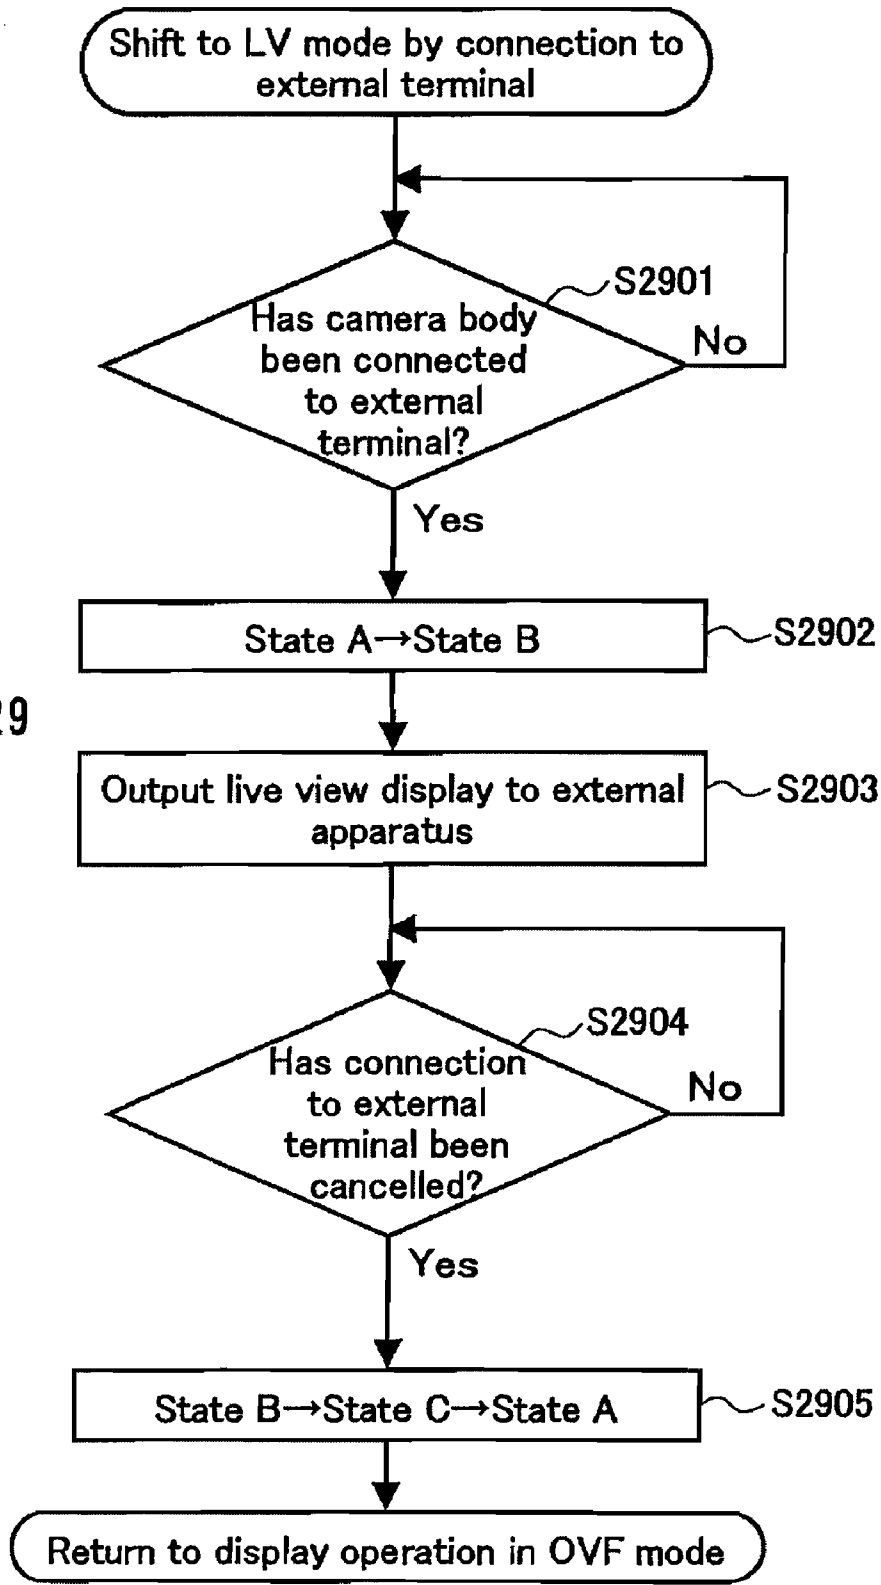 Shift to LV mode by connection to
external terminal
S2901
Has camera body
been connected
to external
terminal?
No
Yes
State A→State B
S2902
29
Output live view display to external
apparatus
S2903
S2904
Has connection
to external
terminal been
cancelled?
No
Yes
State B→State C→State A
S2905
Return to display operation in OVF mode